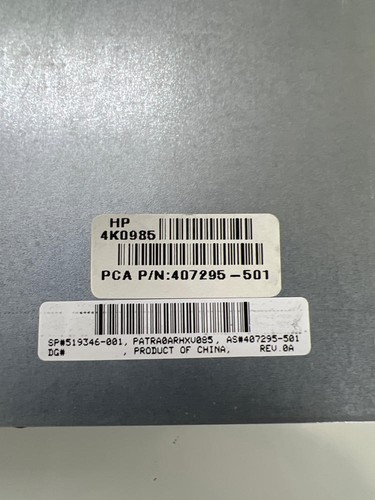 HP
4K0985
PCA P/N:407295-501
SP#519346-001, PATRA0ARHXV085, AS#407295-501
DG# , PRODUCT OF CHINA, REV.0A